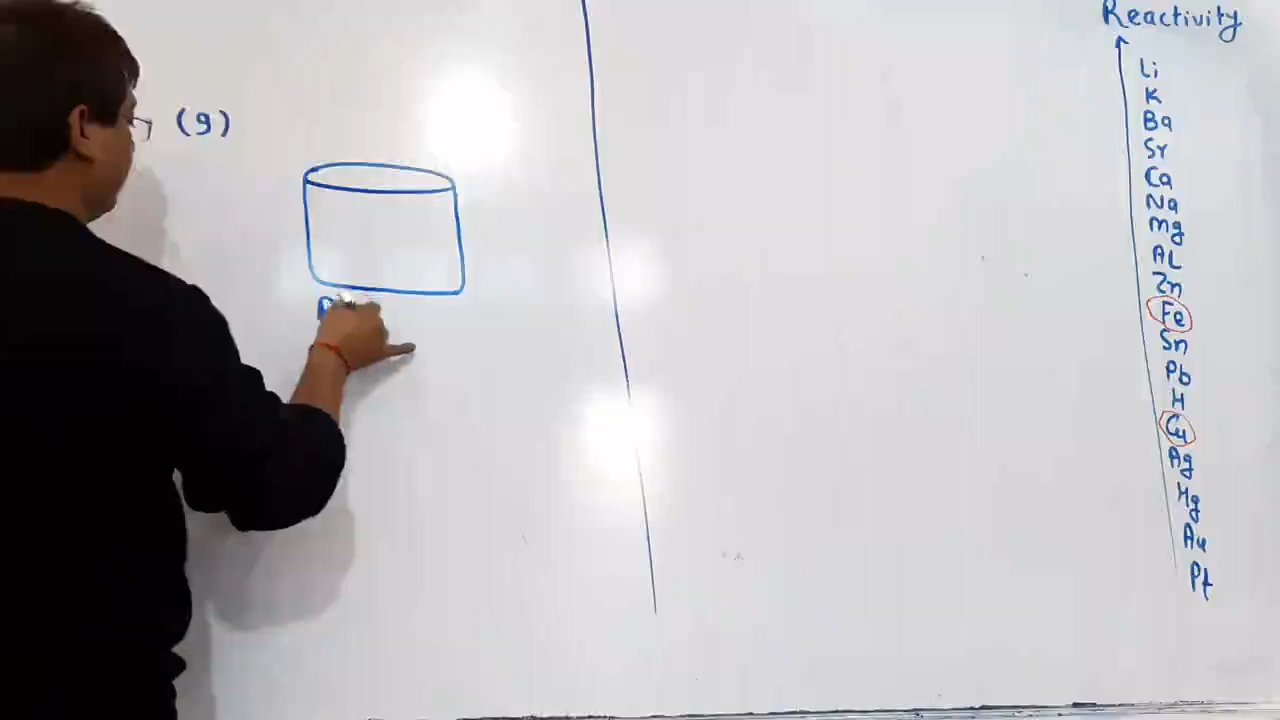 (9)
Reactivity
Li
K
Ba
Sr
Ca
Na
Mg
Al
Zn
Fe
Sn
Pb
H
Cu
Ag
Hg
Au
Pt